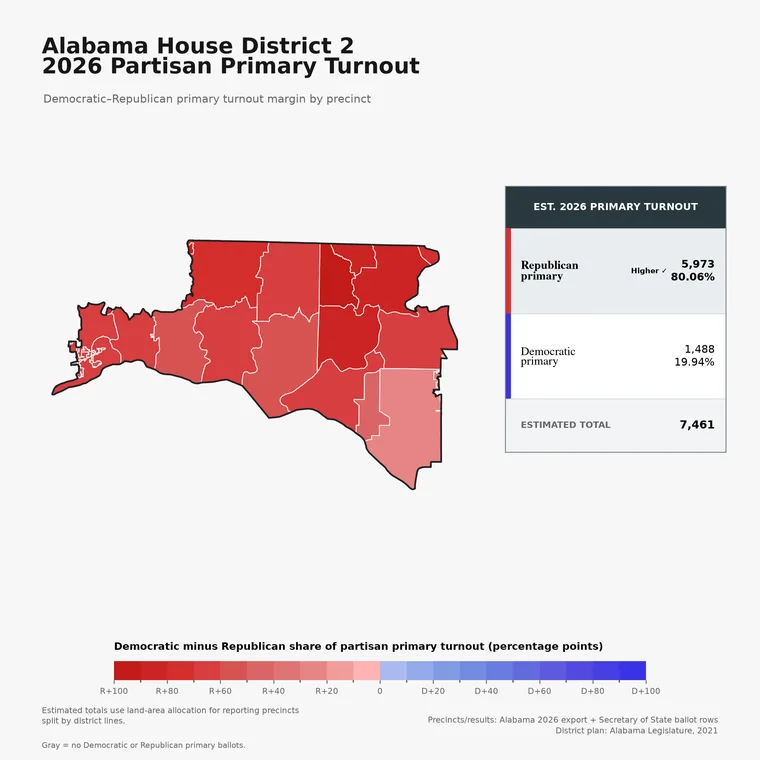 Alabama House District 2
2026 Partisan Primary Turnout
Democratic–Republican primary turnout margin by precinct
EST. 2026 PRIMARY TURNOUT
Republican
primary
Higher ✓
5,973
80.06%
Democratic
primary
1,488
19.94%
ESTIMATED TOTAL
7,461
Democratic minus Republican share of partisan primary turnout (percentage points)
R+100 R+80 R+60 R+40 R+20 0 D+20 D+40 D+60 D+80 D+100
Estimated totals use land-area allocation for reporting precincts
split by district lines.
Gray = no Democratic or Republican primary ballots.
Precincts/results: Alabama 2026 export + Secretary of State ballot rows
District plan: Alabama Legislature, 2021